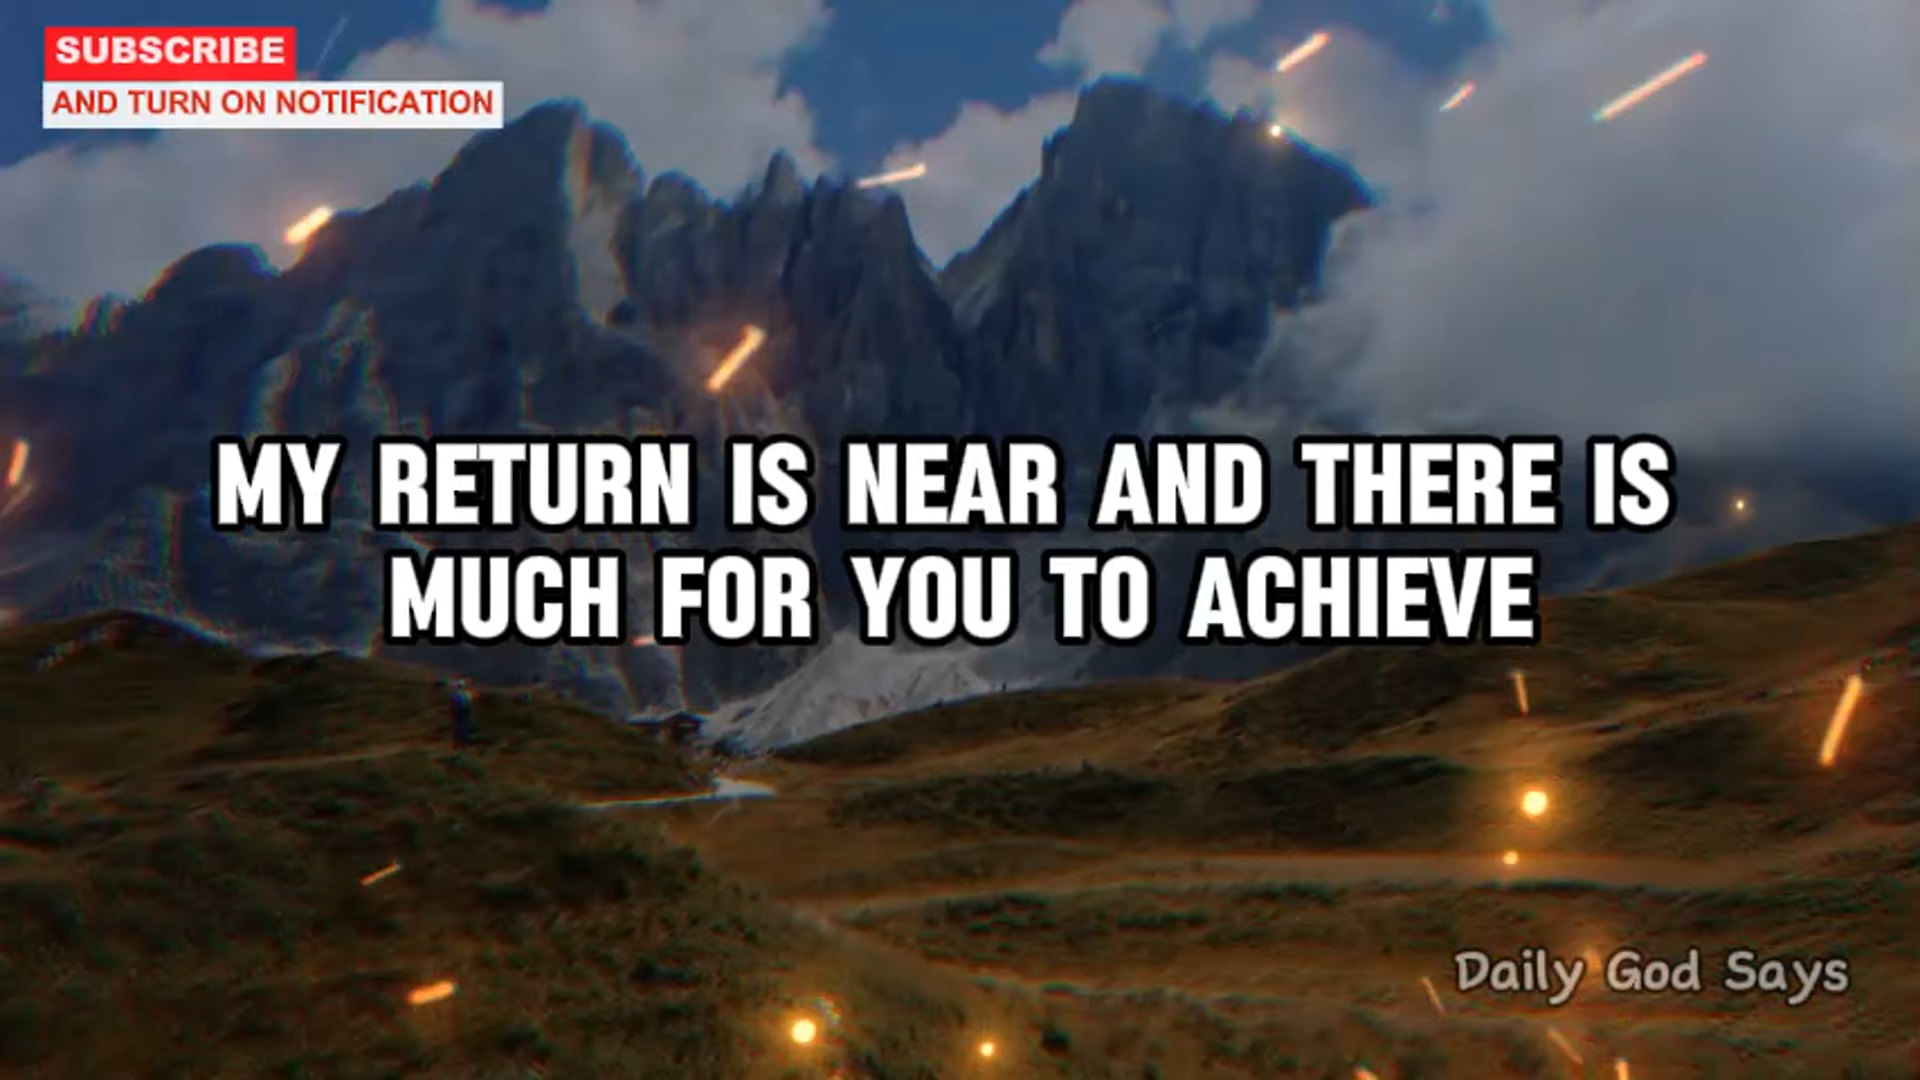 SUBSCRIBE
AND TURN ON NOTIFICATION
MY RETURN IS NEAR AND THERE IS
MUCH FOR YOU TO ACHIEVE
Daily God Says